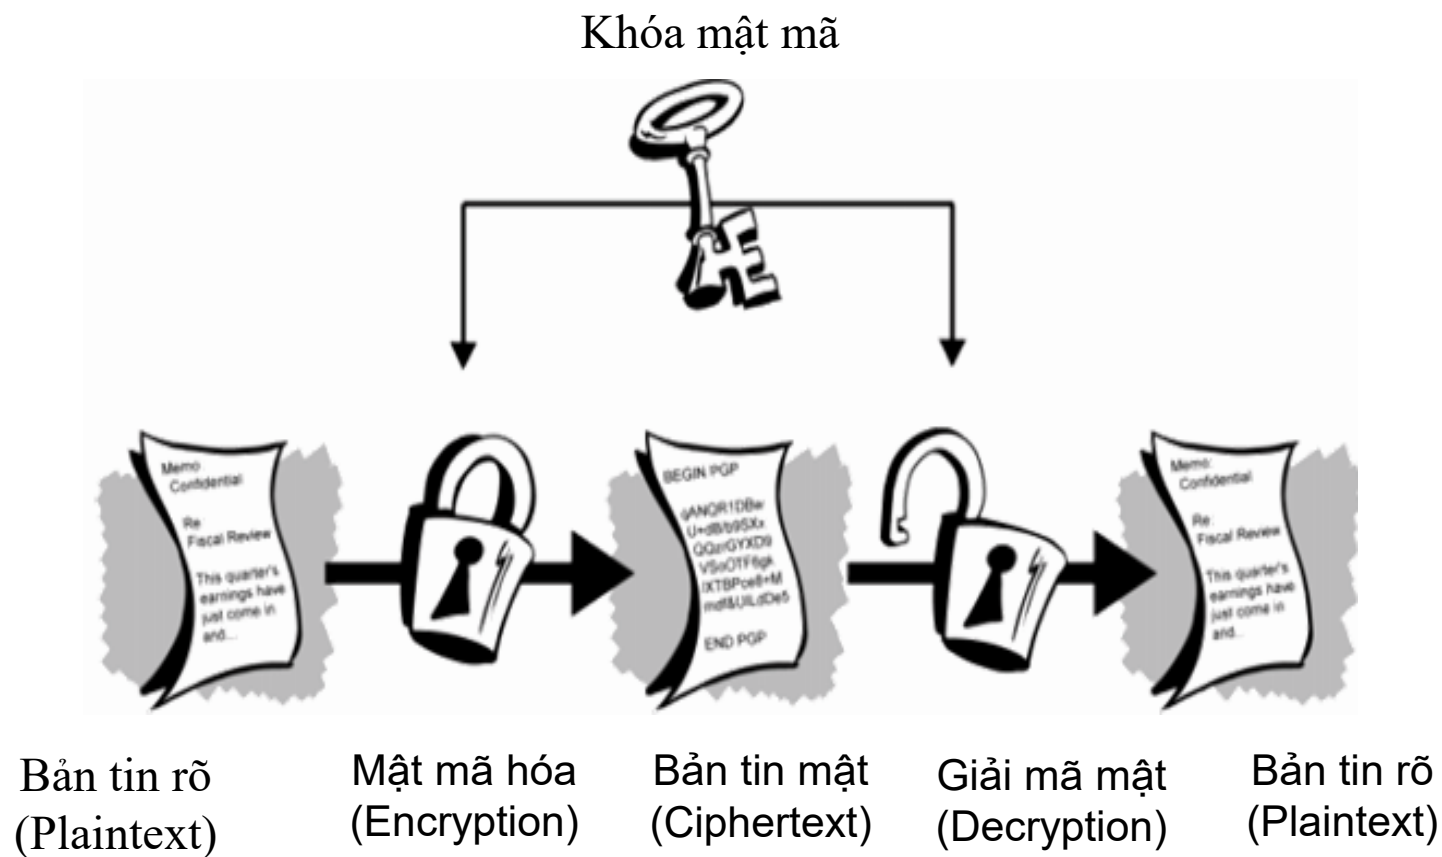 Khóa mật mã
Memo
Confidential
Re
Fiscal Review
This quarter's
earnings have
just come in
and...
BEGIN PGP
END PGP
Memo:
Confidential
Re:
Fiscal Review
This quarter's
earnings have
just come in
and...
Bản tin rõ
(Plaintext)
Mật mã hóa
(Encryption)
Bản tin mật
(Ciphertext)
Giải mã mật
(Decryption)
Bản tin rõ
(Plaintext)